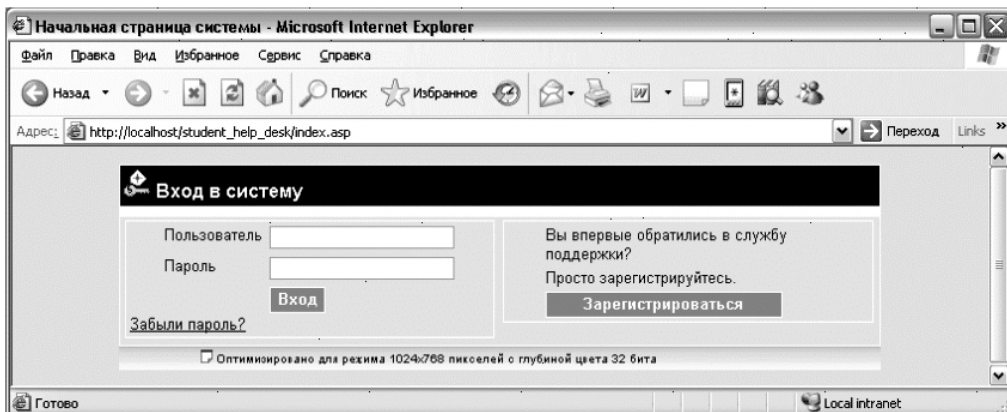 Начальная страница системы - Microsoft Internet Explorer
Файл Правка Вид Избранное Сервис Справка
Назад Поиск Избранное
Адрес: http://localhost/student_help_desk/index.asp Переход Links »
Вход в систему
Пользователь
Пароль
Вход
Забыли пароль?
Вы впервые обратились в службу
поддержки?
Просто зарегистрируйтесь.
Зарегистрироваться
Оптимизировано для режима 1024x768 пикселей с глубиной цвета 32 бита
Готово Local intranet